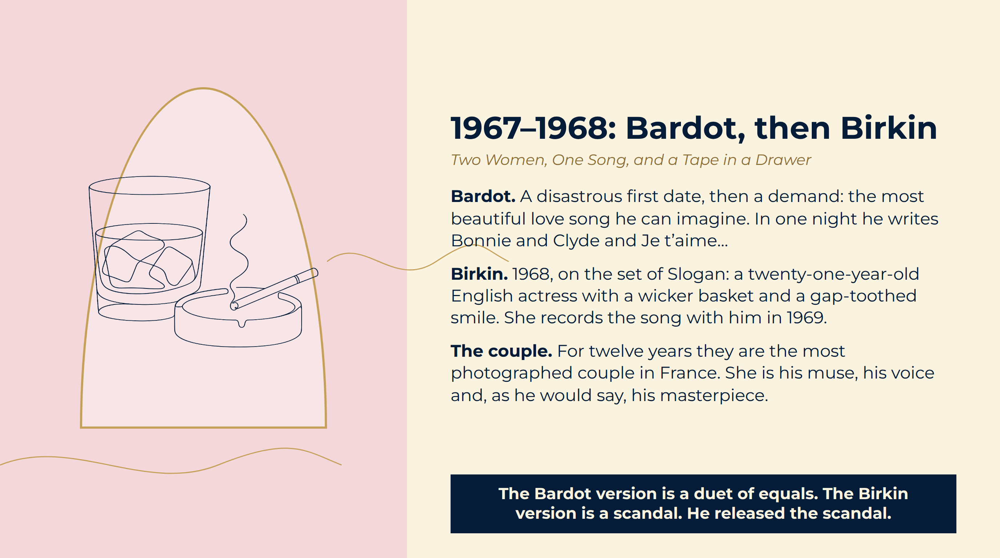 1967–1968: Bardot, then Birkin
Two Women, One Song, and a Tape in a Drawer
Bardot. A disastrous first date, then a demand: the most
beautiful love song he can imagine. In one night he writes
Bonnie and Clyde and Je t’aime…
Birkin. 1968, on the set of Slogan: a twenty-one-year-old
English actress with a wicker basket and a gap-toothed
smile. She records the song with him in 1969.
The couple. For twelve years they are the most
photographed couple in France. She is his muse, his voice
and, as he would say, his masterpiece.
The Bardot version is a duet of equals. The Birkin
version is a scandal. He released the scandal.